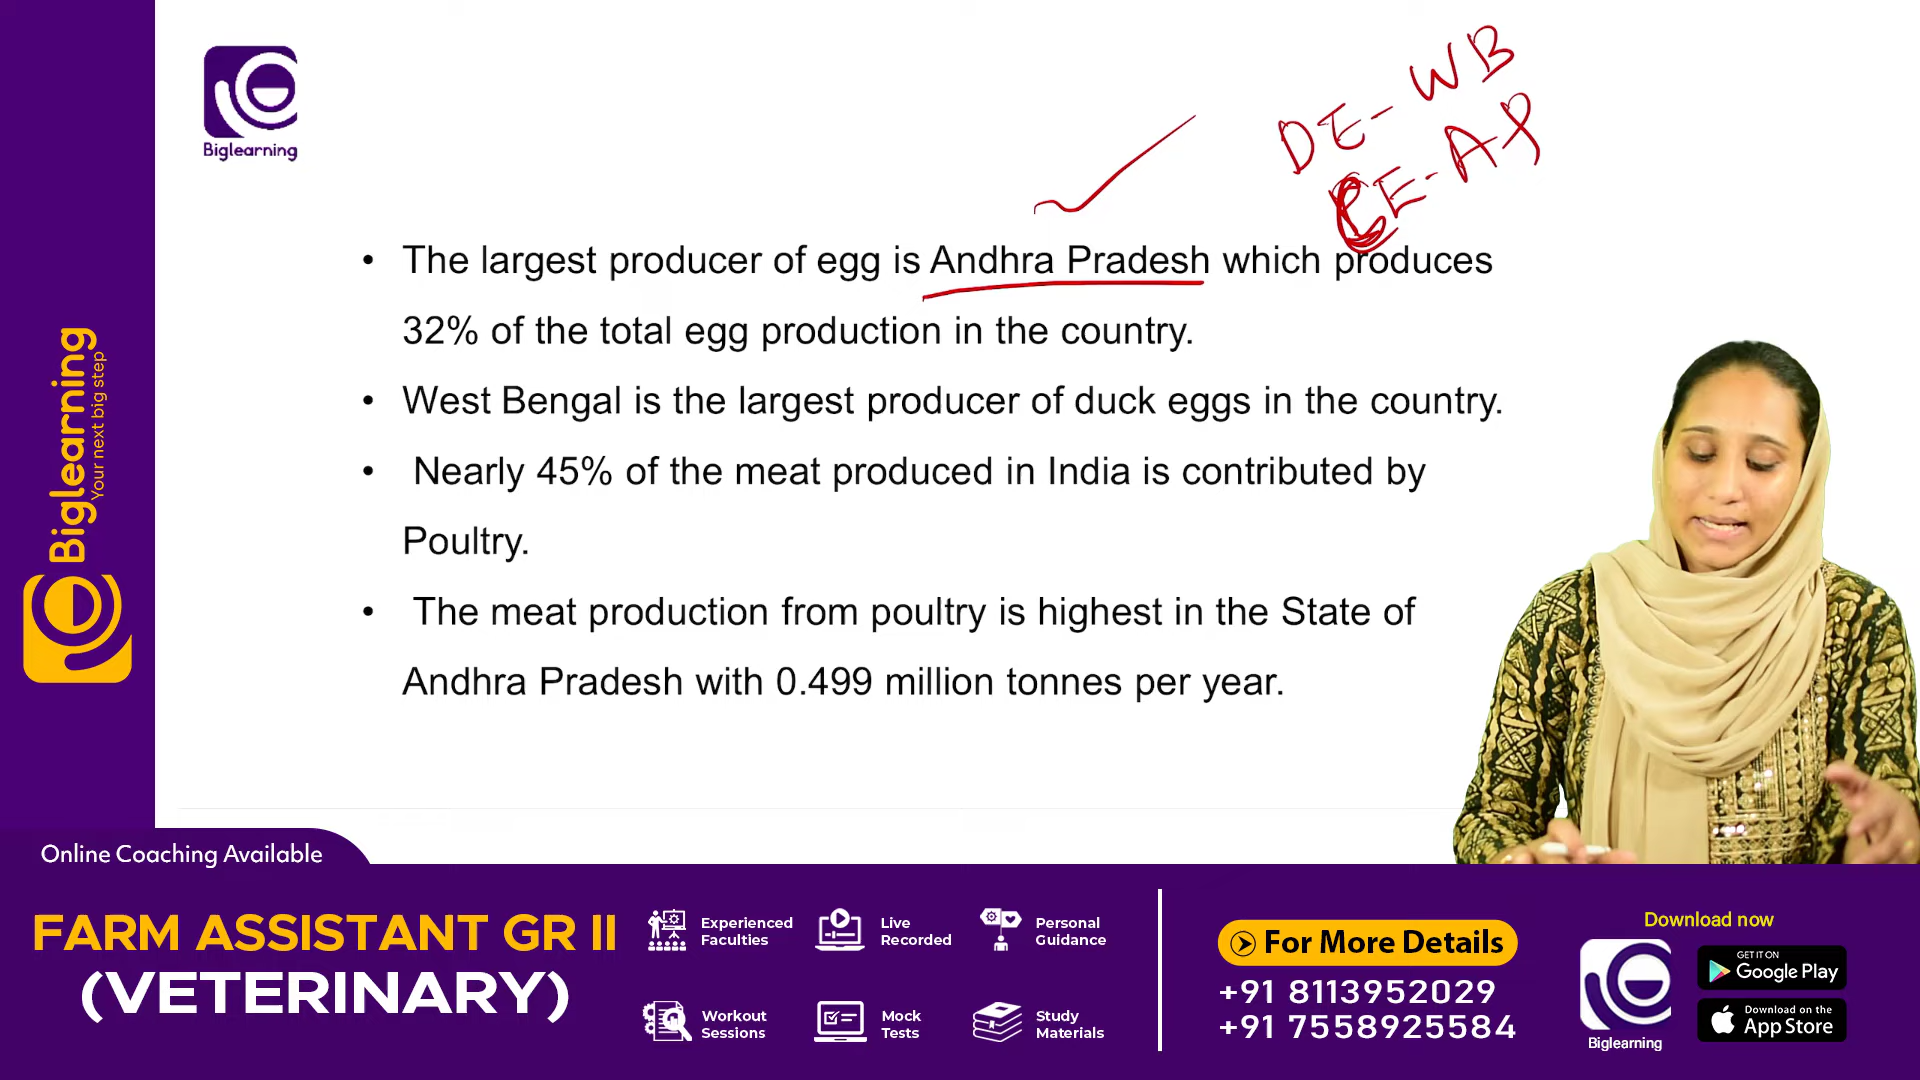 Biglearning
DE-WB
CE-AP
• The largest producer of egg is Andhra Pradesh which produces
32% of the total egg production in the country.
• West Bengal is the largest producer of duck eggs in the country.
• Nearly 45% of the meat produced in India is contributed by
Poultry.
• The meat production from poultry is highest in the State of
Andhra Pradesh with 0.499 million tonnes per year.
Biglearning
Your next big step
Online Coaching Available
FARM ASSISTANT GR II
(VETERINARY)
Experienced
Faculties
Live
Recorded
Personal
Guidance
Workout
Sessions
Mock
Tests
Study
Materials
For More Details
+91 8113952029
+91 7558925584
Download now
Biglearning
GET IT ON
Google Play
Download on the
App Store